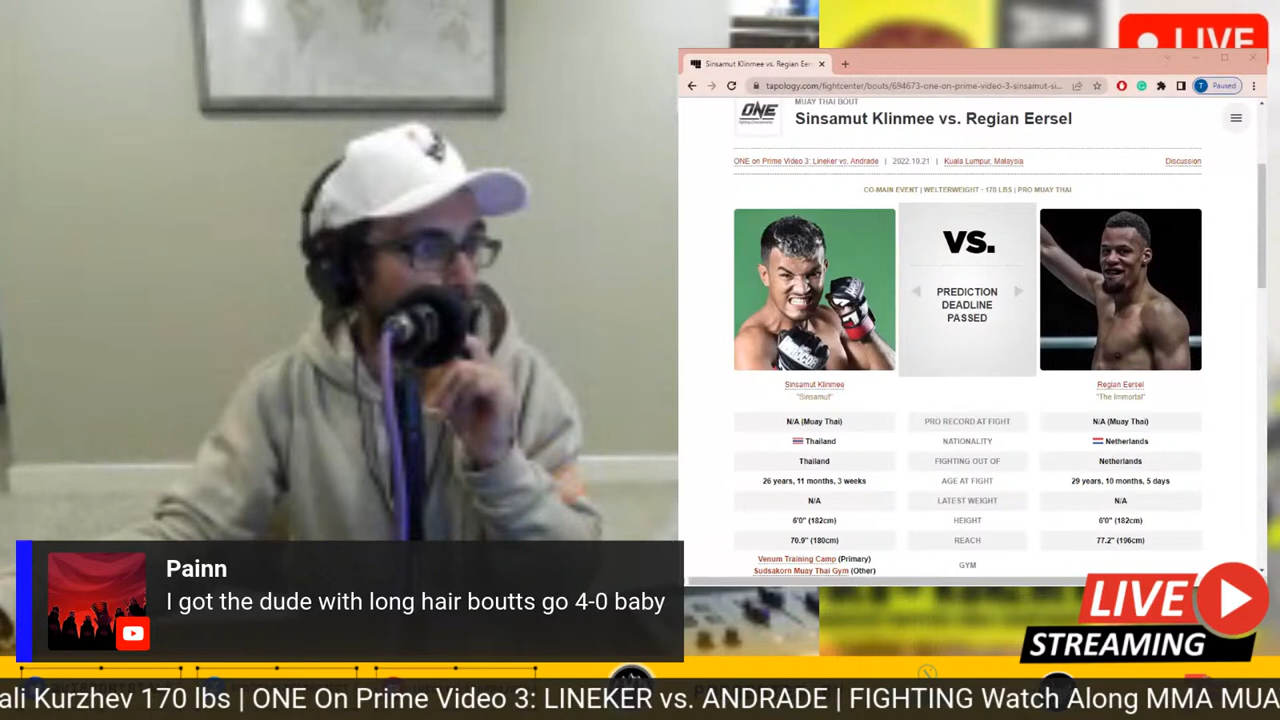 LIVE
Sinsamut Klinmee vs. Regian Eer
tapology.com/fightcenter/bouts/694673-one-on-prime-video-3-sinsamut-si...
T Paused
ONE
MUAY THAI BOUT
Sinsamut Klinmee vs. Regian Eersel
ONE on Prime Video 3: Lineker vs. Andrade | 2022.10.21 | Kuala Lumpur, Malaysia
Discussion
CO-MAIN EVENT | WELTERWEIGHT · 170 LBS | PRO MUAY THAI
VS.
PREDICTION
DEADLINE
PASSED
Sinsamut Klinmee
"Sinsamut"
Regian Eersel
"The Immortal"
N/A (Muay Thai) PRO RECORD AT FIGHT N/A (Muay Thai)
Thailand NATIONALITY Netherlands
Thailand FIGHTING OUT OF Netherlands
26 years, 11 months, 3 weeks AGE AT FIGHT 29 years, 10 months, 5 days
N/A LATEST WEIGHT N/A
6'0" (182cm) HEIGHT 6'0" (182cm)
70.9" (180cm) REACH 77.2" (196cm)
Venum Training Camp (Primary)
GYM
Sudsakorn Muay Thai Gym (Other)
Painn
I got the dude with long hair boutts go 4-0 baby
LIVE
STREAMING
ali Kurzhev 170 lbs | ONE On Prime Video 3: LINEKER vs. ANDRADE | FIGHTING Watch Along MMA MUA